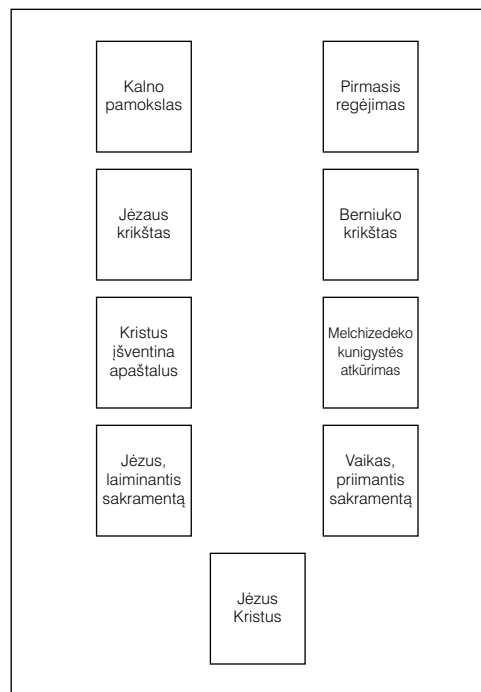 Kalno
pamokslas
Pirmasis
regėjimas
Jėzaus
krikštas
Berniuko
krikštas
Kristus
įšventina
apaštalus
Melchizedeko
kunigystės
atkūrimas
Jėzus,
laiminantis
sakramentą
Vaikas,
priimantis
sakramentą
Jėzus
Kristus